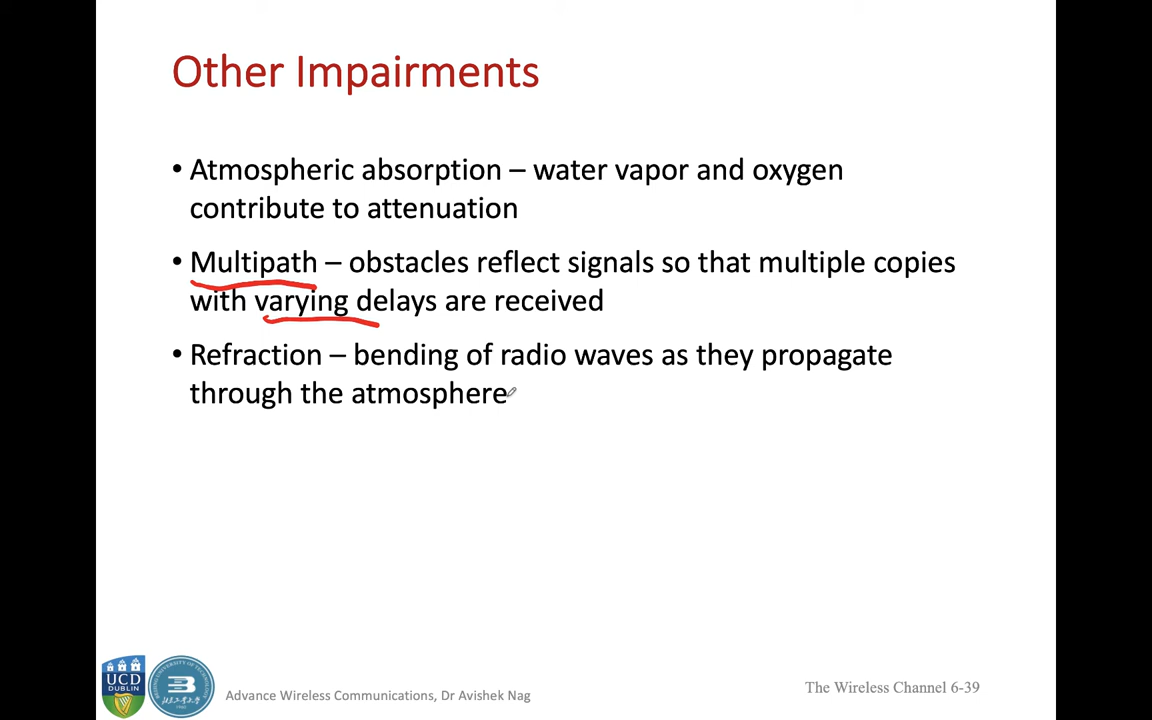 Other Impairments
• Atmospheric absorption – water vapor and oxygen
contribute to attenuation
• Multipath – obstacles reflect signals so that multiple copies
with varying delays are received
• Refraction – bending of radio waves as they propagate
through the atmosphere
UCD
DUBLIN
Advance Wireless Communications, Dr Avishek Nag
The Wireless Channel 6-39